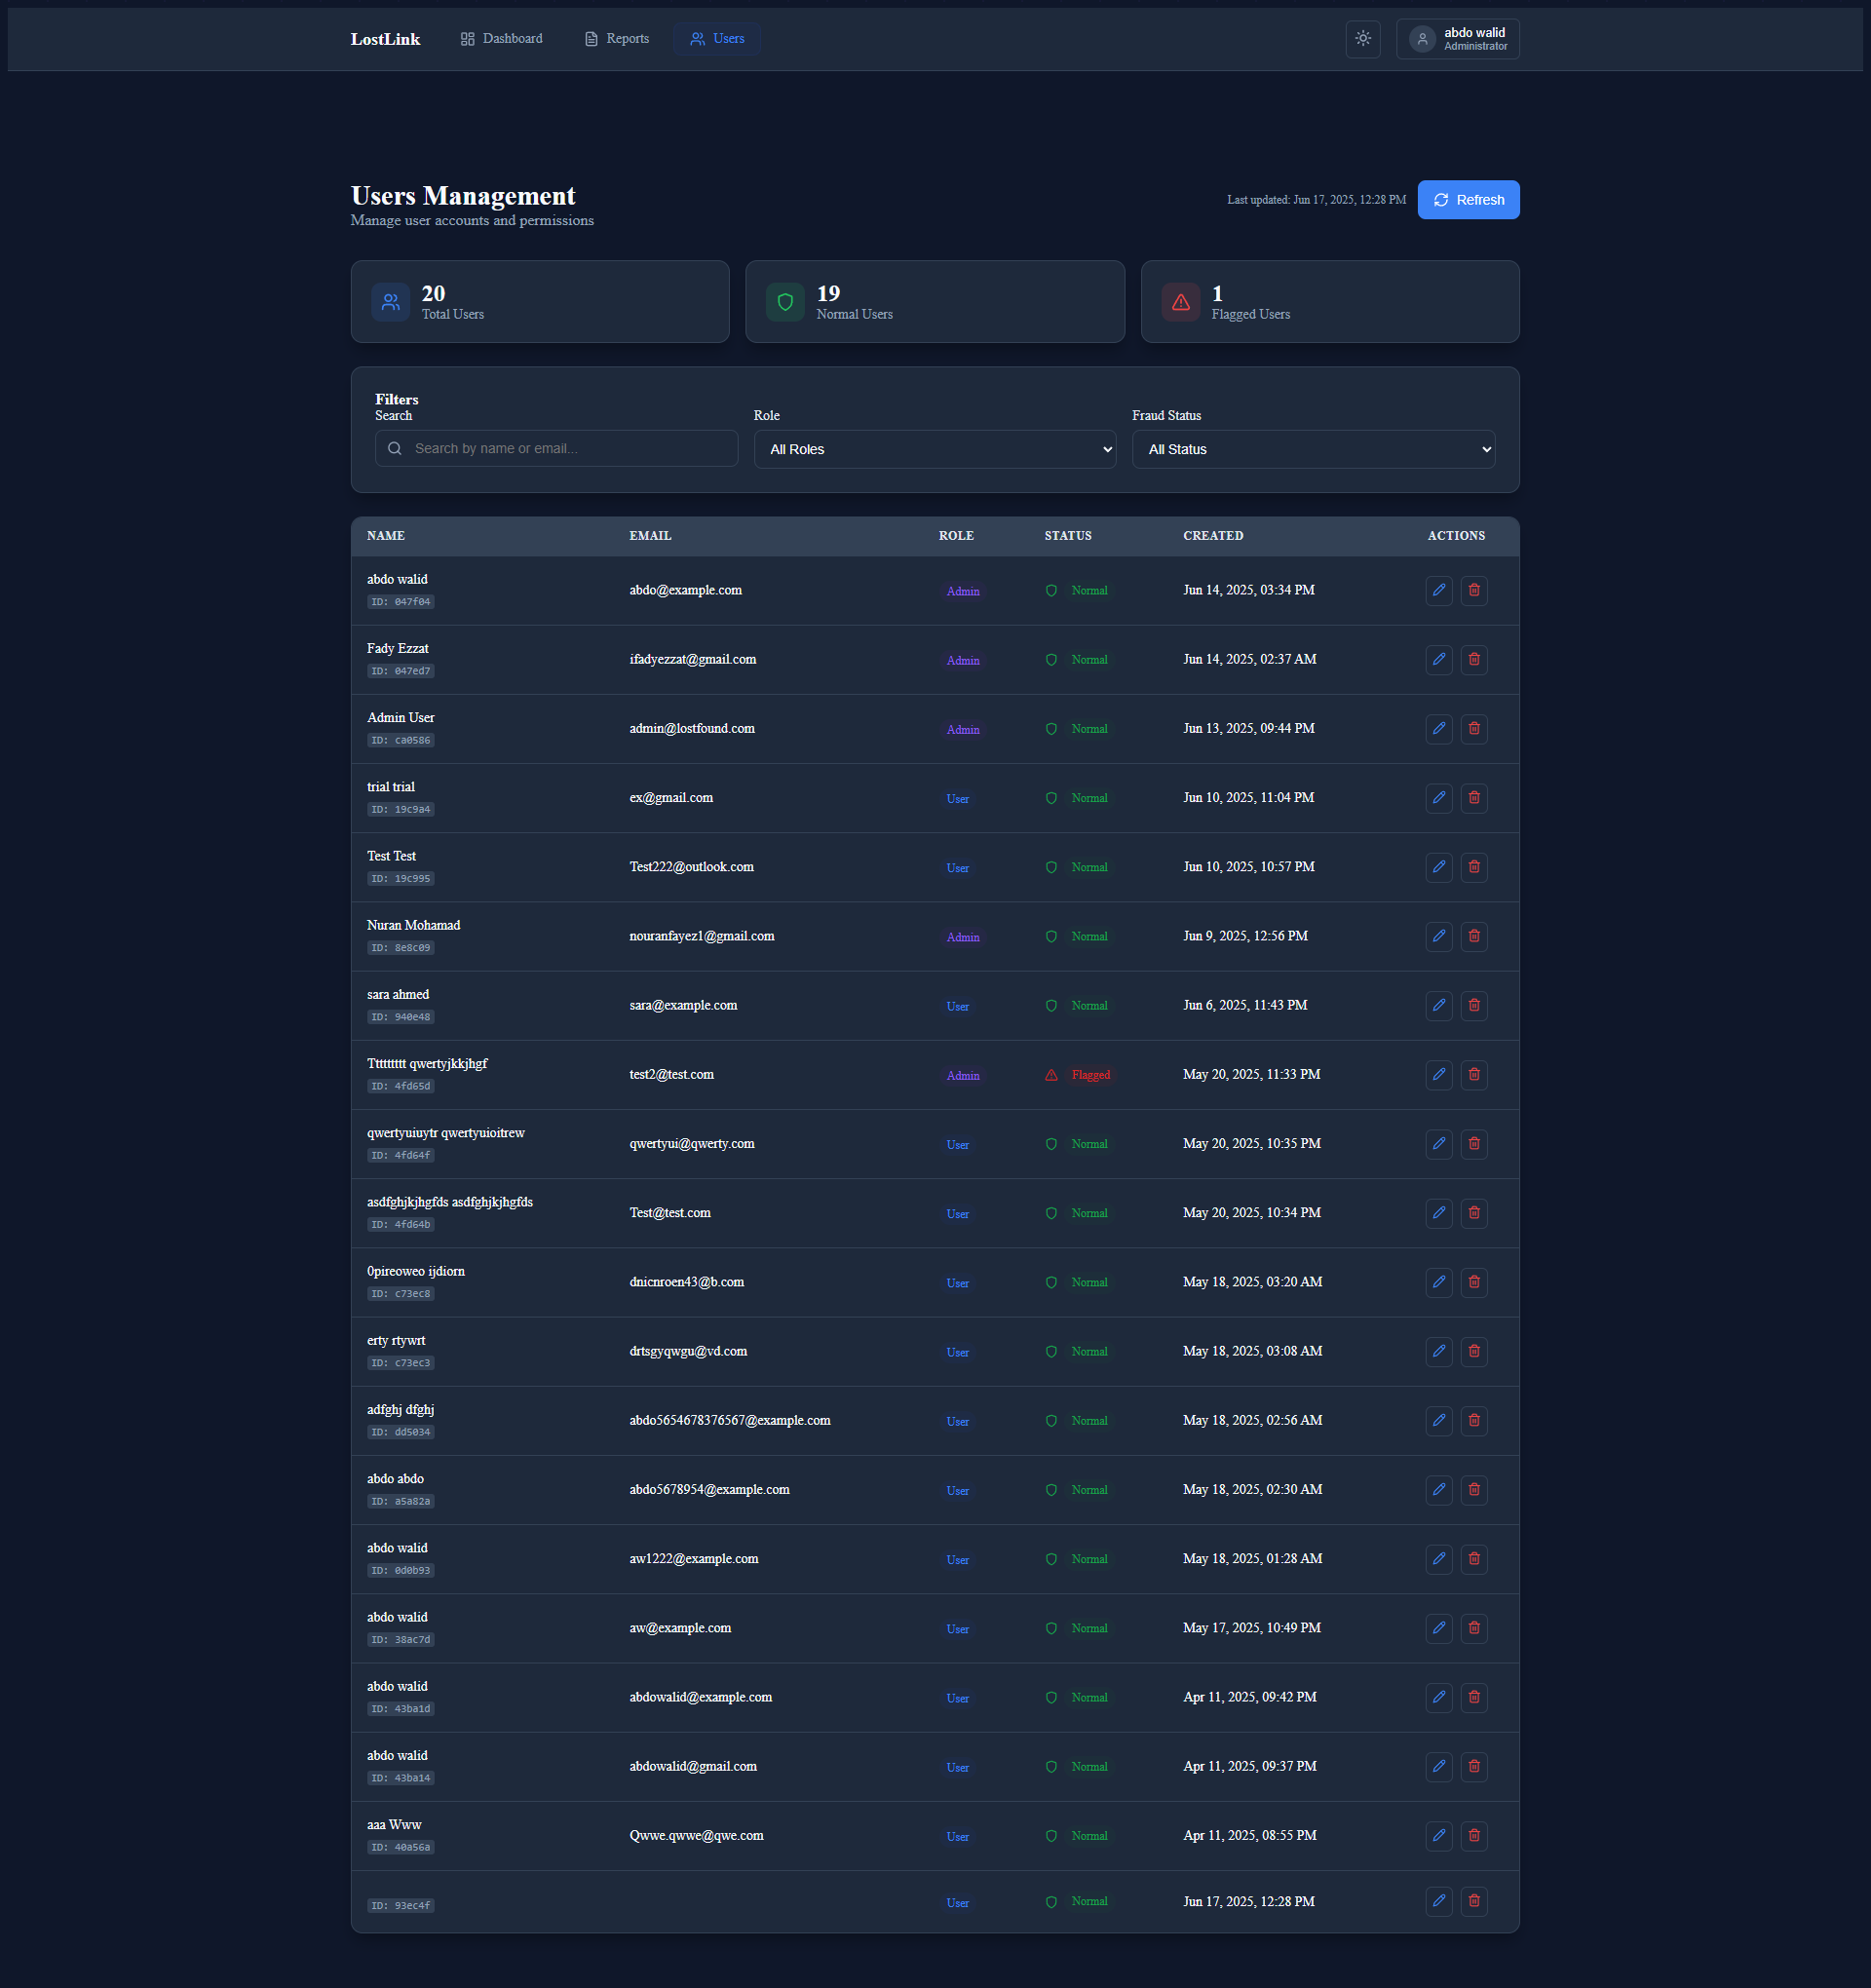 LostLink Dashboard Reports Users abdo walid
Administrator
Users Management
Manage user accounts and permissions
Last updated: Jun 17, 2025, 12:28 PM Refresh
20
Total Users
19
Normal Users
1
Flagged Users
Filters
Search Role Fraud Status
Search by name or email... All Roles All Status
NAME EMAIL ROLE STATUS CREATED ACTIONS
abdo walid
ID: 047f04 abdo@example.com Admin Normal Jun 14, 2025, 03:34 PM
Fady Ezzat
ID: 047ed7 ifadyezzat@gmail.com Admin Normal Jun 14, 2025, 02:37 AM
Admin User
ID: ca0586 admin@lostfound.com Admin Normal Jun 13, 2025, 09:44 PM
trial trial
ID: 19c9a4 ex@gmail.com User Normal Jun 10, 2025, 11:04 PM
Test Test
ID: 19c995 Test222@outlook.com User Normal Jun 10, 2025, 10:57 PM
Nuran Mohamad
ID: 8e8c09 nouranfayez1@gmail.com Admin Normal Jun 9, 2025, 12:56 PM
sara ahmed
ID: 940e48 sara@example.com User Normal Jun 6, 2025, 11:43 PM
Ttttttttt qwertyjkkjhgf
ID: 4fd65d test2@test.com Admin Flagged May 20, 2025, 11:33 PM
qwertyuiuytr qwertyuioitrew
ID: 4fd64f qwertyui@qwerty.com User Normal May 20, 2025, 10:35 PM
asdfghjkjhgfds asdfghjkjhgfds
ID: 4fd64b Test@test.com User Normal May 20, 2025, 10:34 PM
0pireoweo ijdiorn
ID: c73ec8 dnicnroen43@b.com User Normal May 18, 2025, 03:20 AM
erty rtywrt
ID: c73ec3 drtsgyqwgu@vd.com User Normal May 18, 2025, 03:08 AM
adfghj dfghj
ID: dd5034 abdo5654678376567@example.com User Normal May 18, 2025, 02:56 AM
abdo abdo
ID: a5a82a abdo5678954@example.com User Normal May 18, 2025, 02:30 AM
abdo walid
ID: 0d0b93 aw1222@example.com User Normal May 18, 2025, 01:28 AM
abdo walid
ID: 38ac7d aw@example.com User Normal May 17, 2025, 10:49 PM
abdo walid
ID: 43ba1d abdowalid@example.com User Normal Apr 11, 2025, 09:42 PM
abdo walid
ID: 43ba14 abdowalid@gmail.com User Normal Apr 11, 2025, 09:37 PM
aaa Www
ID: 40a56a Qwwe.qwwe@qwe.com User Normal Apr 11, 2025, 08:55 PM
ID: 93ec4f User Normal Jun 17, 2025, 12:28 PM